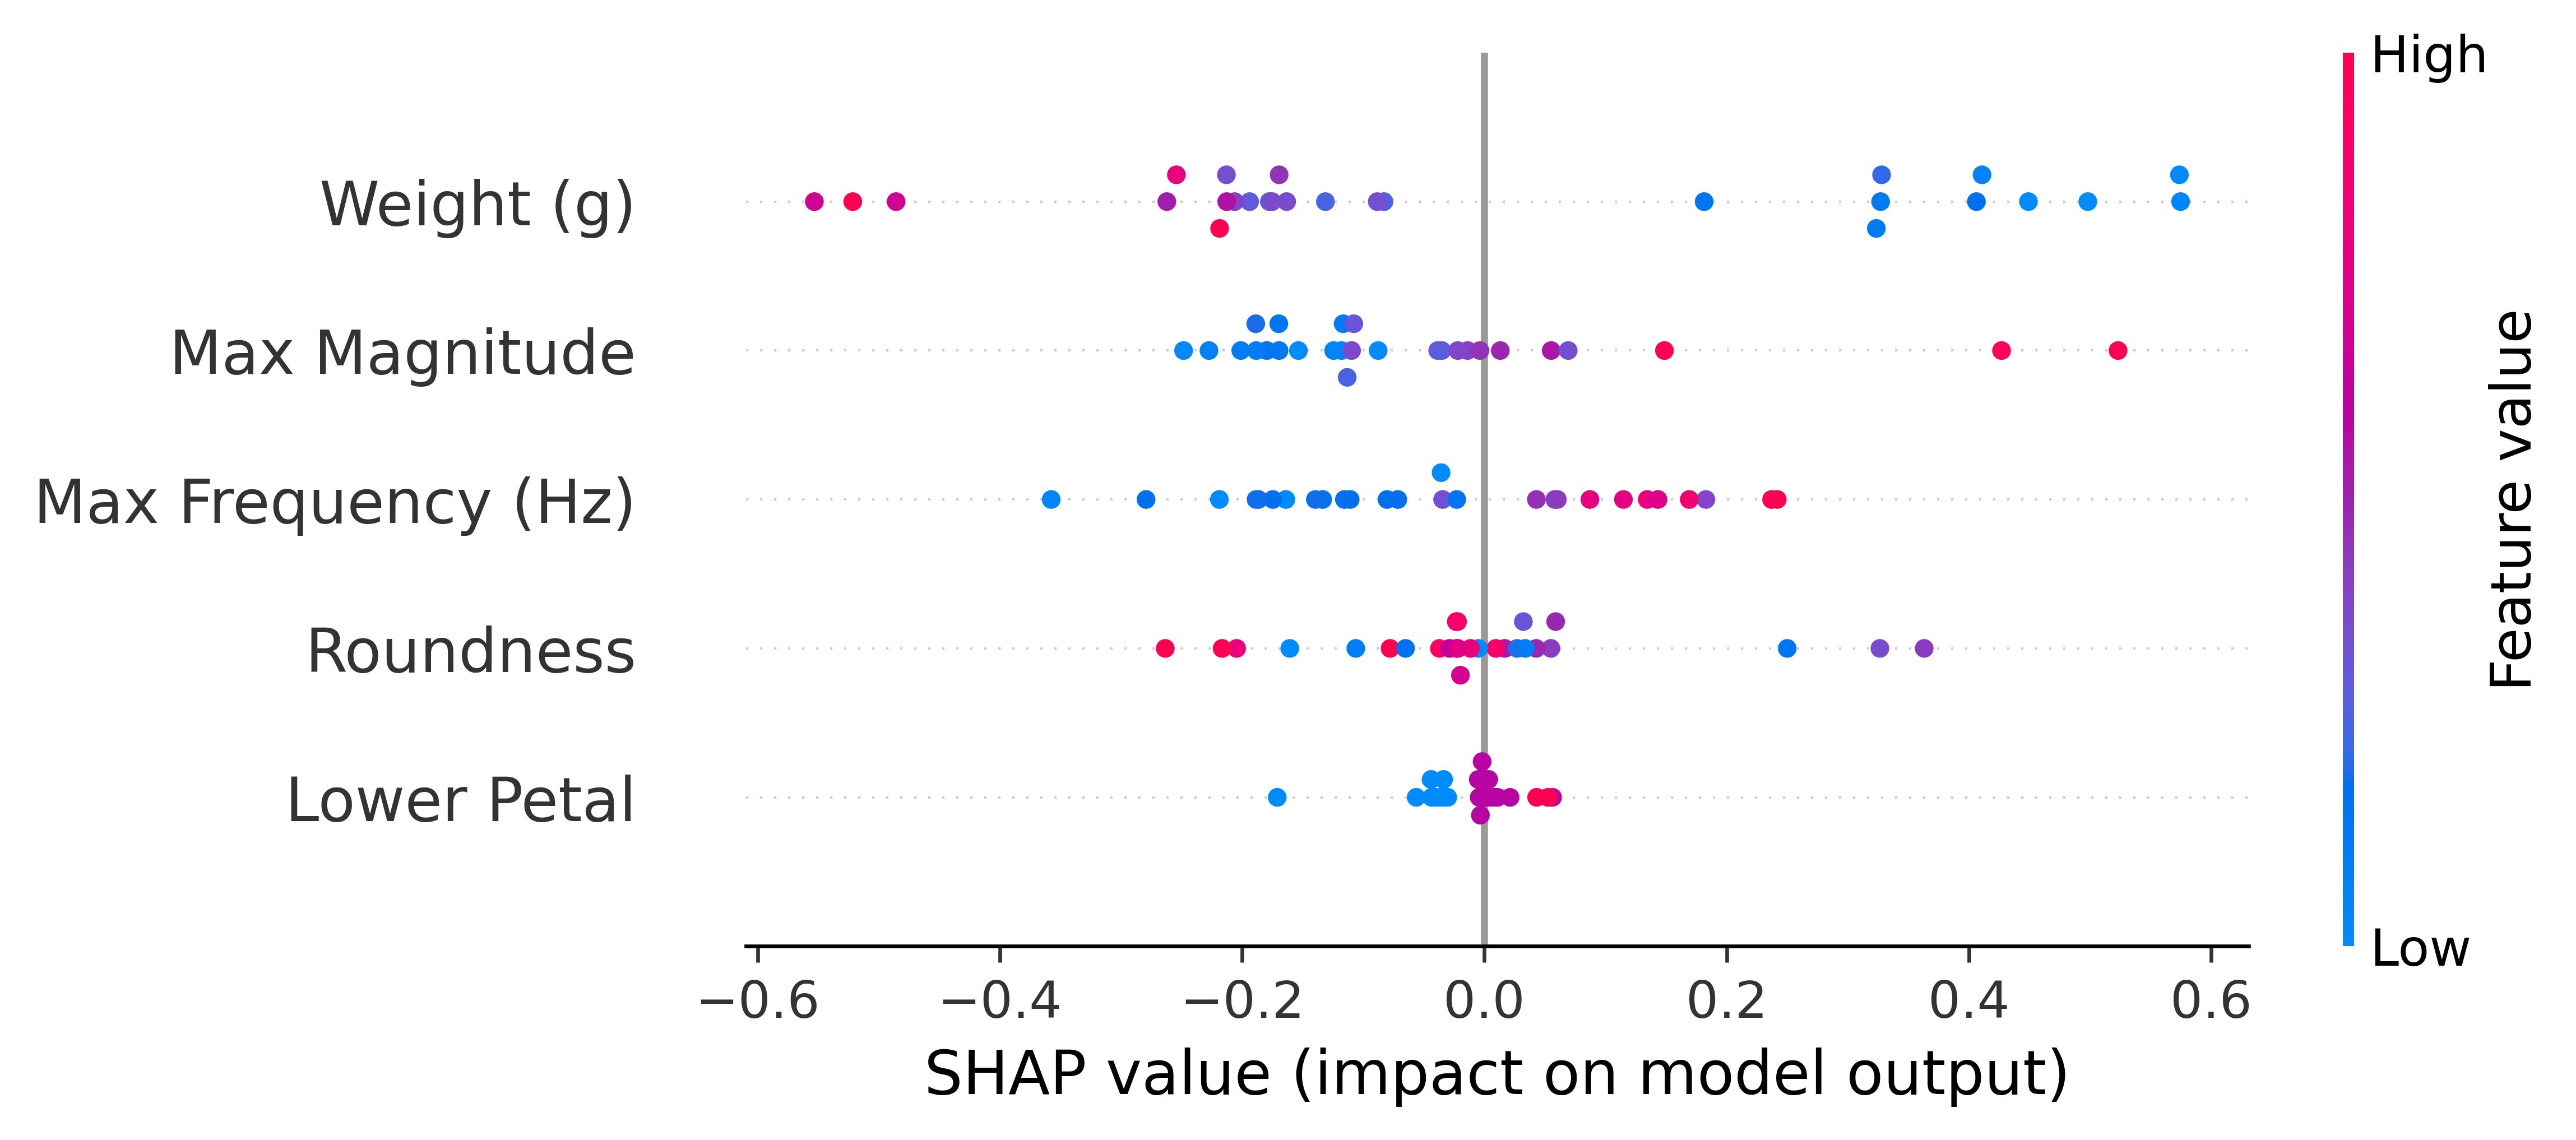 High
Weight (g)
Max Magnitude
Max Frequency (Hz)
Roundness
Lower Petal
Feature value
Low
−0.6 −0.4 −0.2 0.0 0.2 0.4 0.6
SHAP value (impact on model output)